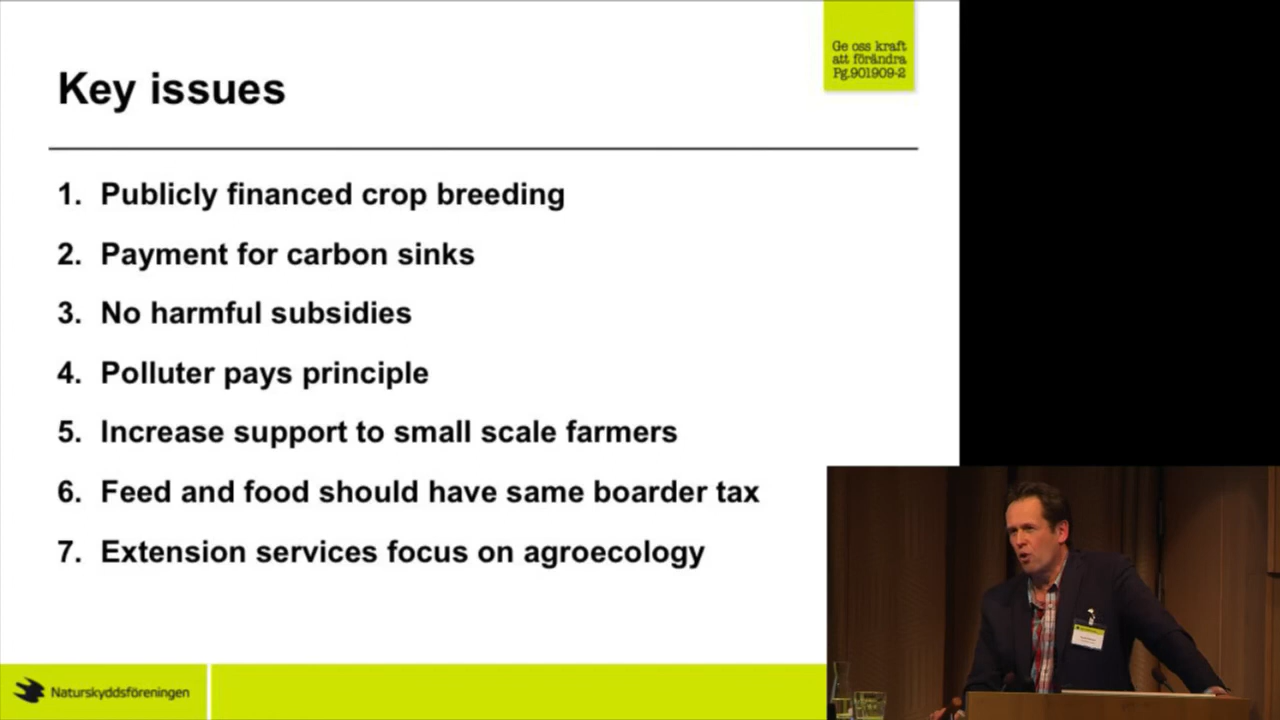 Ge oss kraft
att förändra
Pg.901909-2
Key issues
1. Publicly financed crop breeding
2. Payment for carbon sinks
3. No harmful subsidies
4. Polluter pays principle
5. Increase support to small scale farmers
6. Feed and food should have same boarder tax
7. Extension services focus on agroecology
Naturskyddsföreningen